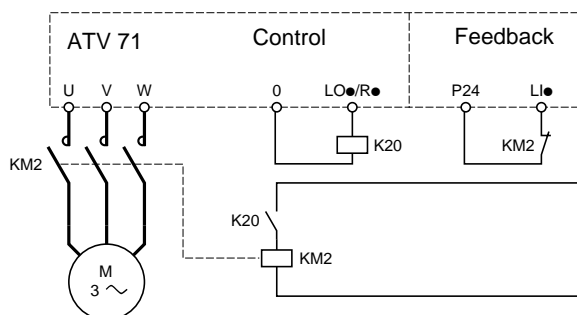 ATV 71
Control
Feedback
U V W
0
LO●/R●
P24
LI●
K20
KM2
KM2
K20
KM2
M
3